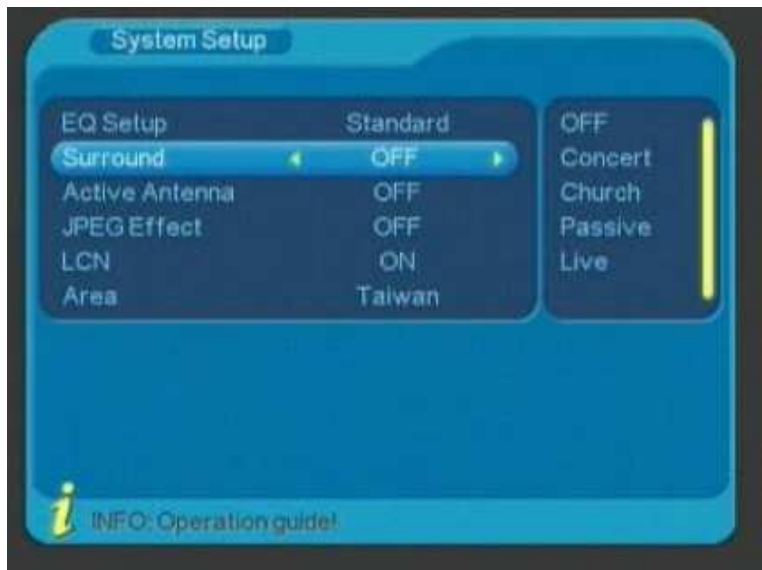 System Setup
EQ Setup Standard
Surround OFF
Active Antenna OFF
JPEG Effect OFF
LCN ON
Area Taiwan
OFF
Concert
Church
Passive
Live
INFO: Operation guide!